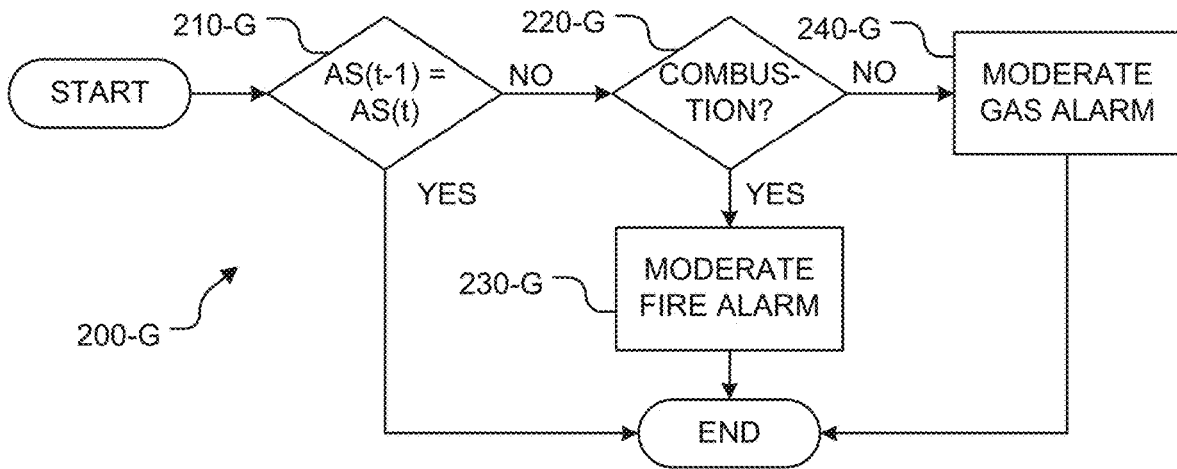 210-G
220-G
240-G
START
AS(t-1) =
AS(t)
NO
COMBUS-
TION?
NO
MODERATE
GAS ALARM
YES
YES
230-G
MODERATE
FIRE ALARM
200-G
END